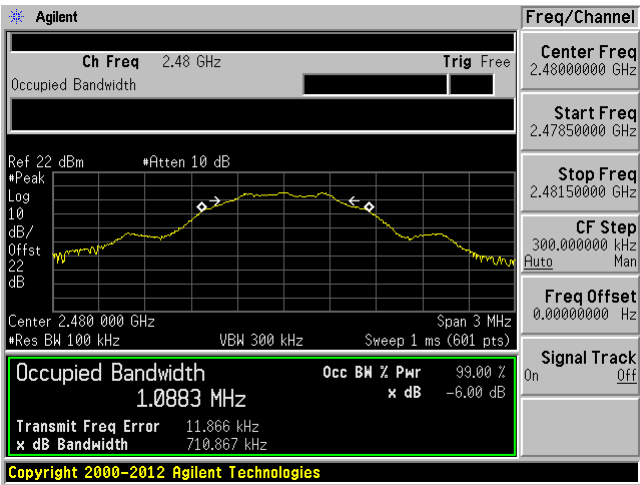 Agilent
Freq/Channel
Ch Freq 2.48 GHz Trig Free
Occupied Bandwidth
Center Freq
2.48000000 GHz
Start Freq
2.47850000 GHz
Stop Freq
2.48150000 GHz
CF Step
300.000000 kHz
Auto Man
Freq Offset
0.00000000 Hz
Signal Track
On Off
Ref 22 dBm #Atten 10 dB
#Peak
Log
10
dB/
Offst
22
dB
Center 2.480 000 GHz Span 3 MHz
#Res BW 100 kHz VBW 300 kHz Sweep 1 ms (601 pts)
Occupied Bandwidth Occ BW % Pwr 99.00 %
1.0883 MHz x dB -6.00 dB
Transmit Freq Error 11.866 kHz
x dB Bandwidth 710.867 kHz
Copyright 2000-2012 Agilent Technologies